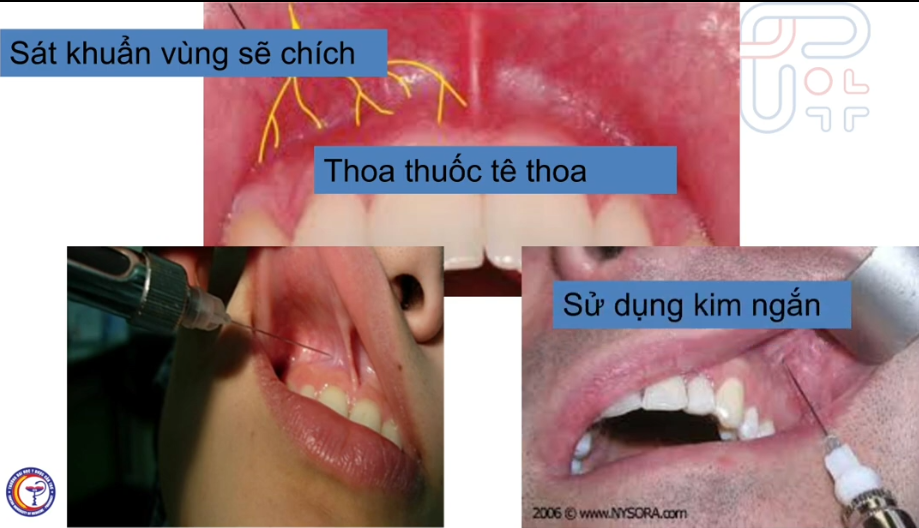 Sát khuẩn vùng sẽ chích
Thoa thuốc tê thoa
Sử dụng kim ngắn
2006 © www.NYSORA.com